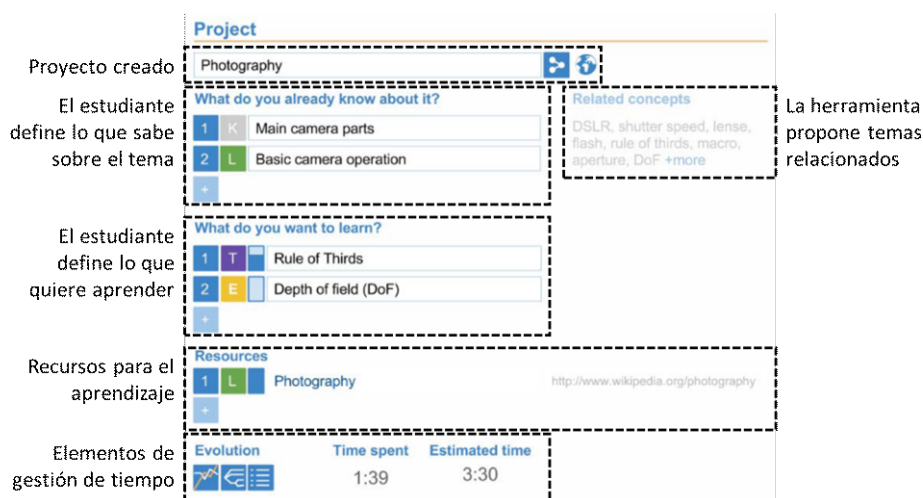 Project
Proyecto creado
Photography
El estudiante
define lo que sabe
sobre el tema
What do you already know about it?
1 K Main camera parts
2 L Basic camera operation
+
Related concepts
DSLR, shutter speed, lense,
flash, rule of thirds, macro,
aperture, DoF +more
La herramienta
propone temas
relacionados
El estudiante
define lo que
quiere aprender
What do you want to learn?
1 T Rule of Thirds
2 E Depth of field (DoF)
+
Recursos para el
aprendizaje
Resources
1 L Photography http://www.wikipedia.org/photography
+
Elementos de
gestión de tiempo
Evolution Time spent Estimated time
1:39 3:30